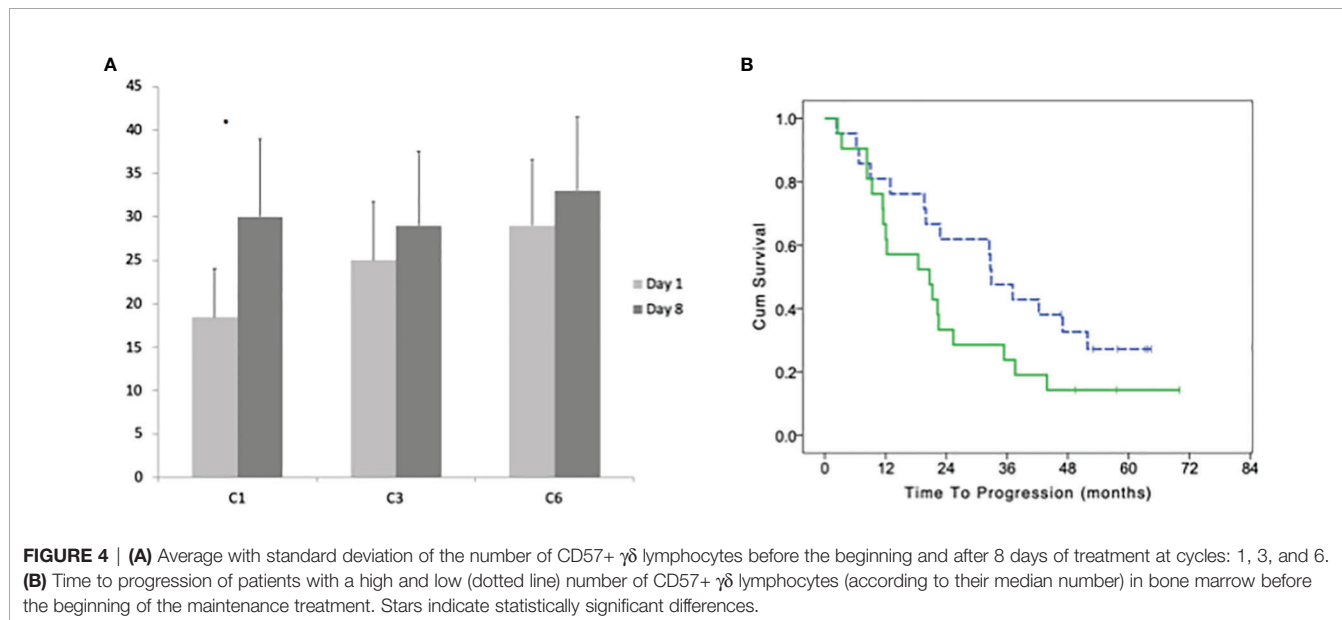 A
45
40
35
30
25
20
15
10
5
0
C1 C3 C6
Day 1
Day 8
B
1.0
0.8
0.6
0.4
0.2
0.0
Cum Survival
0 12 24 36 48 60 72 84
Time To Progression (months)
FIGURE 4 | (A) Average with standard deviation of the number of CD57+ γδ lymphocytes before the beginning and after 8 days of treatment at cycles: 1, 3, and 6.
(B) Time to progression of patients with a high and low (dotted line) number of CD57+ γδ lymphocytes (according to their median number) in bone marrow before
the beginning of the maintenance treatment. Stars indicate statistically significant differences.